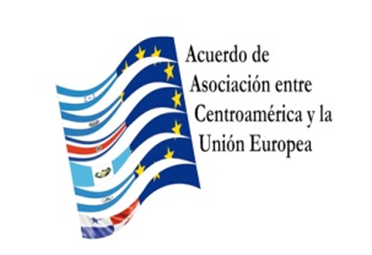 Acuerdo de
Asociación entre
Centroamérica y la
Unión Europea